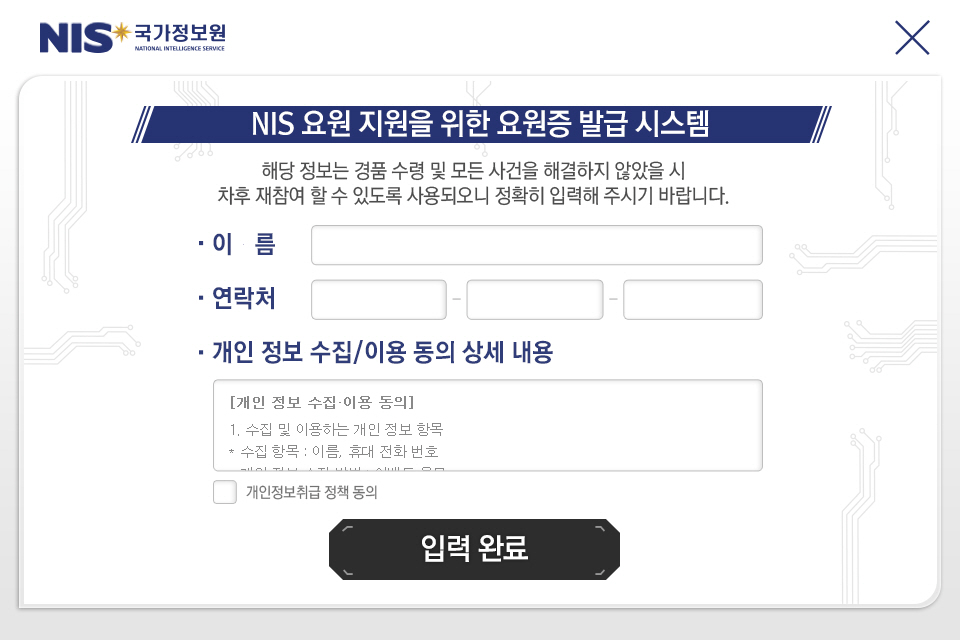 NIS 국가정보원
NATIONAL INTELLIGENCE SERVICE
NIS 요원 지원을 위한 요원증 발급 시스템
해당 정보는 경품 수령 및 모든 사건을 해결하지 않았을 시
차후 재참여 할 수 있도록 사용되오니 정확히 입력해 주시기 바랍니다.
· 이 름
· 연락처 - -
· 개인 정보 수집/이용 동의 상세 내용
[개인 정보 수집·이용 동의]
1. 수집 및 이용하는 개인 정보 항목
* 수집 항목 : 이름, 휴대 전화 번호
개인정보취급 정책 동의
입력 완료